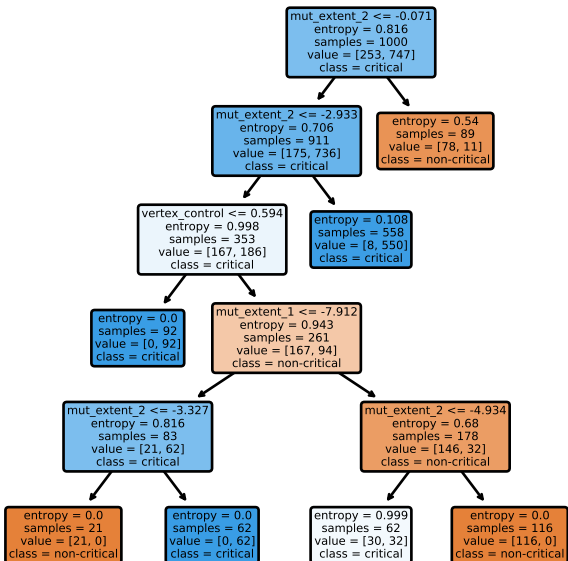 mut_extent_2 <= -0.071
entropy = 0.816
samples = 1000
value = [253, 747]
class = critical
mut_extent_2 <= -2.933
entropy = 0.706
samples = 911
value = [175, 736]
class = critical
entropy = 0.54
samples = 89
value = [78, 11]
class = non-critical
vertex_control <= 0.594
entropy = 0.998
samples = 353
value = [167, 186]
class = critical
entropy = 0.108
samples = 558
value = [8, 550]
class = critical
entropy = 0.0
samples = 92
value = [0, 92]
class = critical
mut_extent_1 <= -7.912
entropy = 0.943
samples = 261
value = [167, 94]
class = non-critical
mut_extent_2 <= -3.327
entropy = 0.816
samples = 83
value = [21, 62]
class = critical
mut_extent_2 <= -4.934
entropy = 0.68
samples = 178
value = [146, 32]
class = non-critical
entropy = 0.0
samples = 21
value = [21, 0]
class = non-critical
entropy = 0.0
samples = 62
value = [0, 62]
class = critical
entropy = 0.999
samples = 62
value = [30, 32]
class = critical
entropy = 0.0
samples = 116
value = [116, 0]
class = non-critical